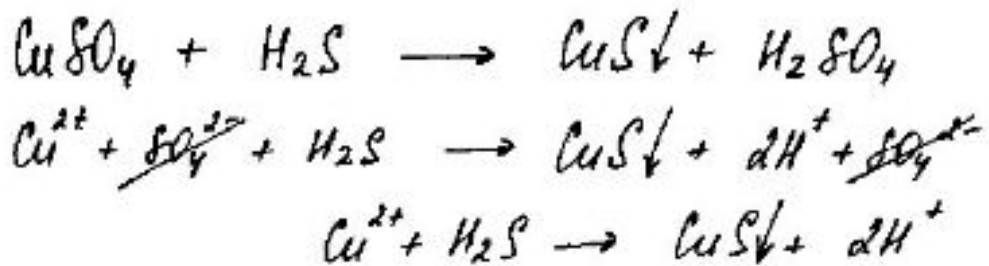 CuSO₄ + H₂S ⟶ CuS↓ + H₂SO₄
Cu²⁺ + SO₄²⁻ + H₂S ⟶ CuS↓ + 2H⁺ + SO₄²⁻
Cu²⁺ + H₂S ⟶ CuS↓ + 2H⁺